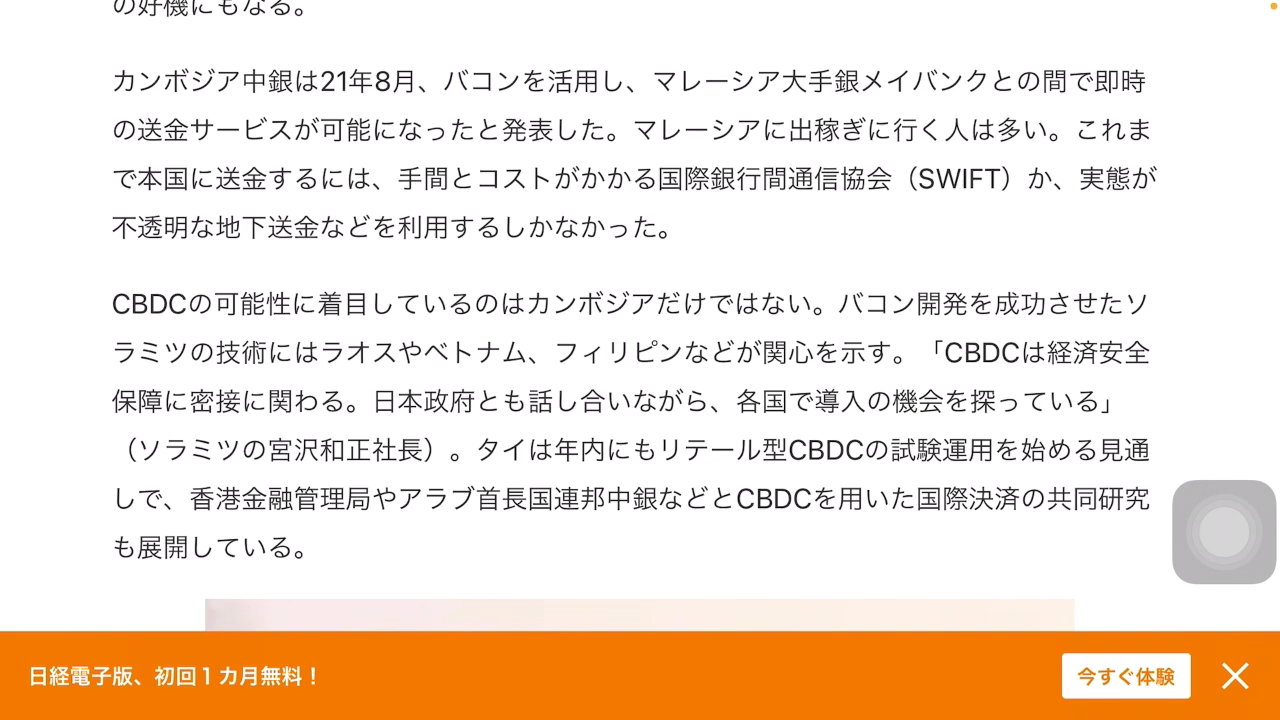 の好機にもなる。
カンボジア中銀は21年8月、バコンを活用し、マレーシア大手銀メイバンクとの間で即時
の送金サービスが可能になったと発表した。マレーシアに出稼ぎに行く人は多い。これま
で本国に送金するには、手間とコストがかかる国際銀行間通信協会（SWIFT）か、実態が
不透明な地下送金などを利用するしかなかった。
CBDCの可能性に着目しているのはカンボジアだけではない。バコン開発を成功させたソ
ラミツの技術にはラオスやベトナム、フィリピンなどが関心を示す。「CBDCは経済安全
保障に密接に関わる。日本政府とも話し合いながら、各国で導入の機会を探っている」
（ソラミツの宮沢和正社長）。タイは年内にもリテール型CBDCの試験運用を始める見通
しで、香港金融管理局やアラブ首長国連邦中銀などとCBDCを用いた国際決済の共同研究
も展開している。
日経電子版、初回１カ月無料！
今すぐ体験